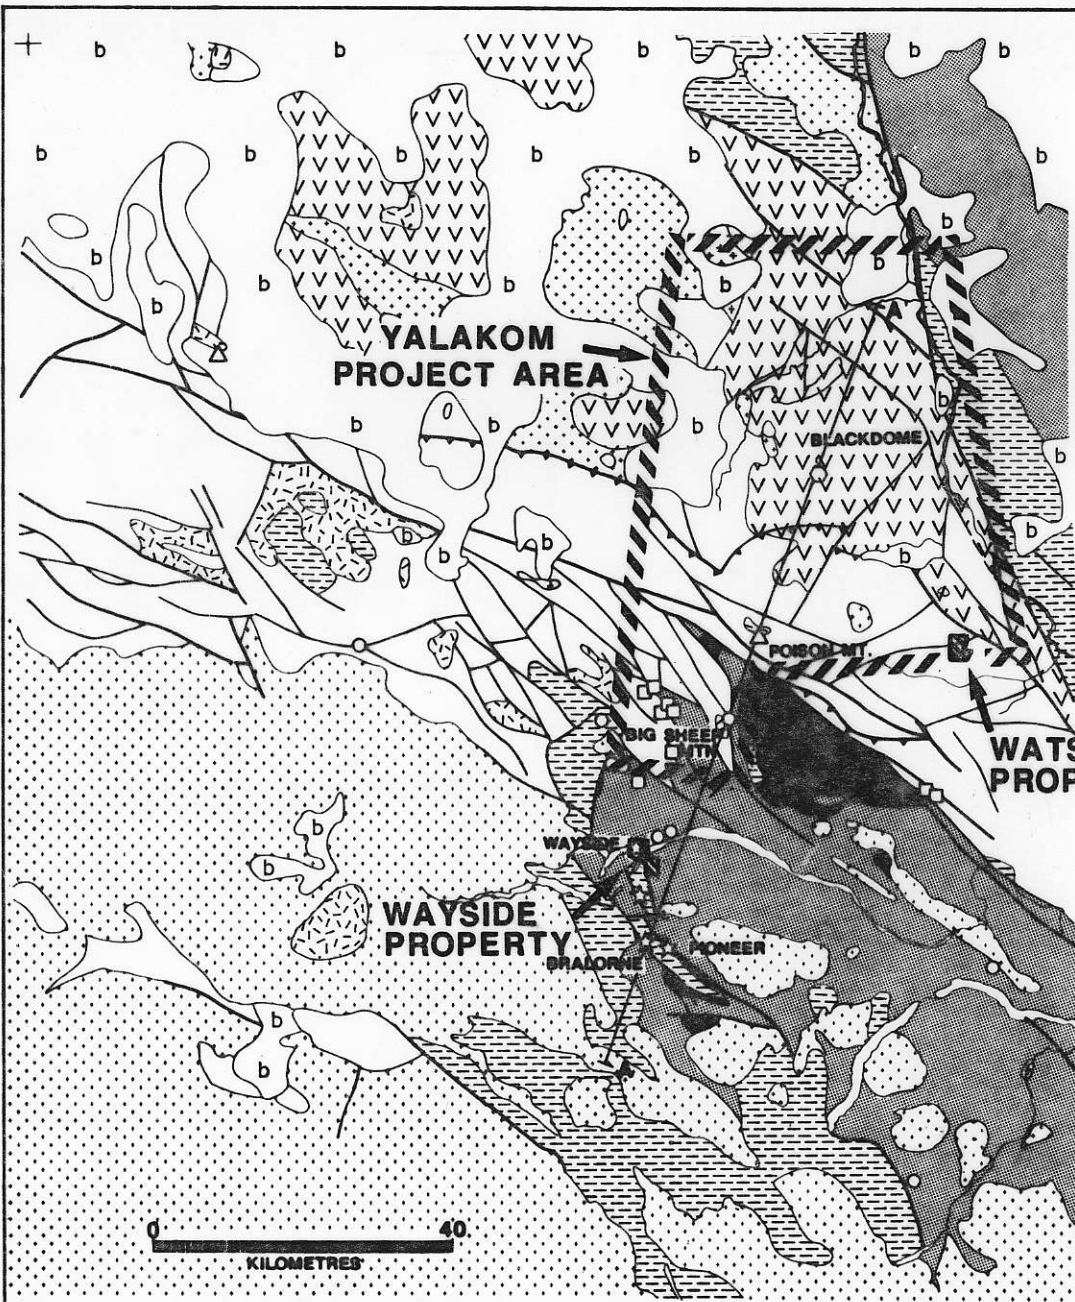 b b b b b
b b b b b b
b b b b
b b b
YALAKOM
PROJECT AREA
A'
b b b b
BLACKDOME
b
b b b b b
POISON MT.
BIG SHEEP
MTN
WATS
PROP
b
b
WAYSIDE
WAYSIDE
PROPERTY
PIONEER
BRALORNE
b
b
A
0 40
KILOMETRES